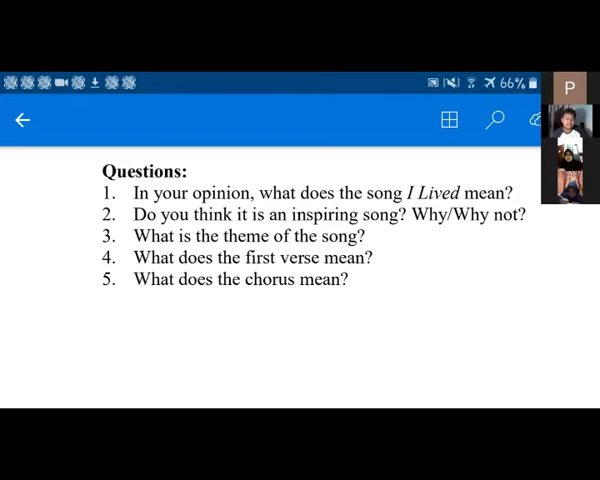 66%
P
Questions:
1. In your opinion, what does the song I Lived mean?
2. Do you think it is an inspiring song? Why/Why not?
3. What is the theme of the song?
4. What does the first verse mean?
5. What does the chorus mean?